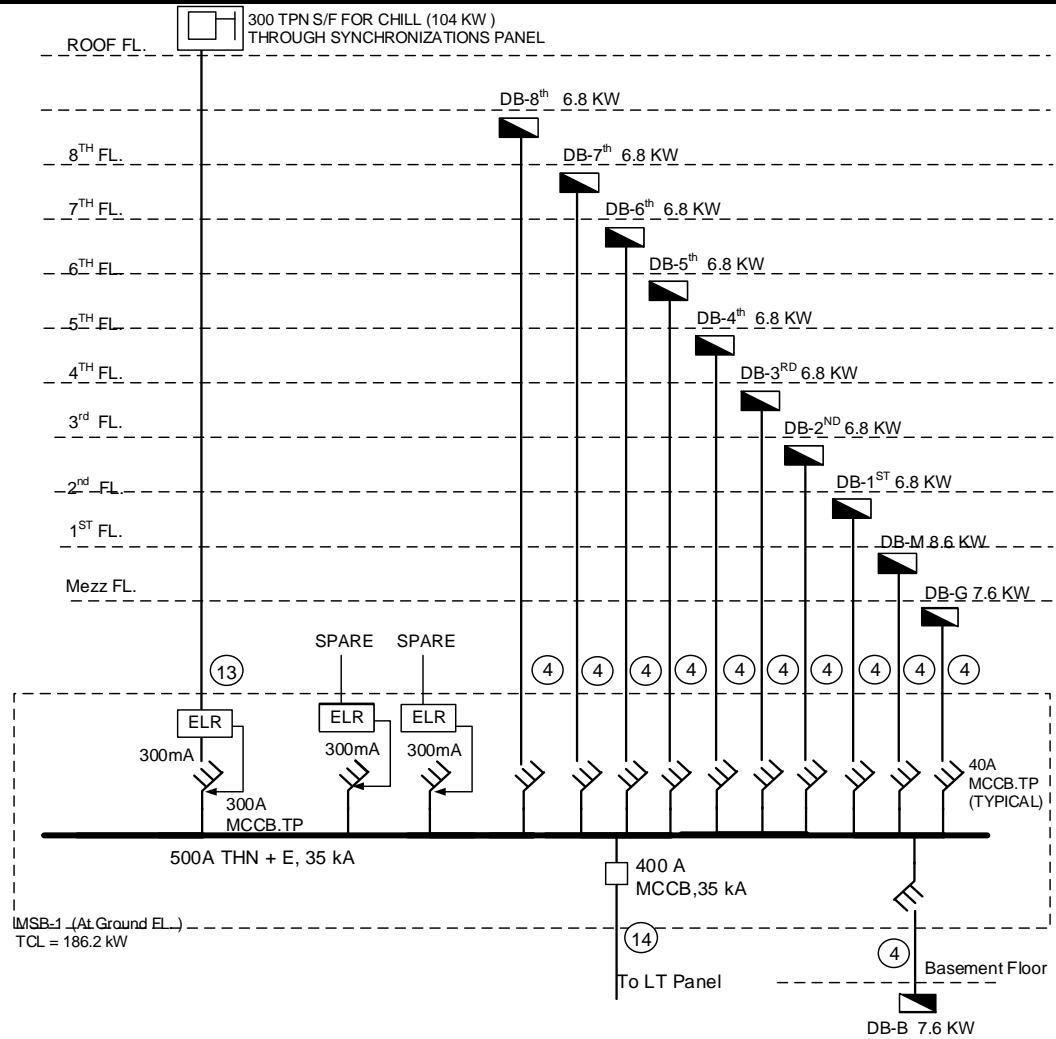 300 TPN S/F FOR CHILL (104 KW )
THROUGH SYNCHRONIZATIONS PANEL
ROOF FL.
DB-8th 6.8 KW
8TH FL.
DB-7th 6.8 KW
7TH FL.
DB-6th 6.8 KW
6TH FL.
DB-5th 6.8 KW
5TH FL.
DB-4th 6.8 KW
4TH FL.
DB-3RD 6.8 KW
3rd FL.
DB-2ND 6.8 KW
2nd FL.
DB-1ST 6.8 KW
1ST FL.
DB-M 8.6 KW
Mezz FL.
DB-G 7.6 KW
SPARE
SPARE
13
4
4
4
4
4
4
4
4
4
4
ELR
ELR
ELR
300mA
300mA
300mA
40A
MCCB.TP
(TYPICAL)
300A
MCCB.TP
500A THN + E, 35 kA
400 A
MCCB,35 kA
MSB-1 (At Ground FL. )
TCL = 186.2 kW
14
4
Basement Floor
To LT Panel
DB-B 7.6 KW